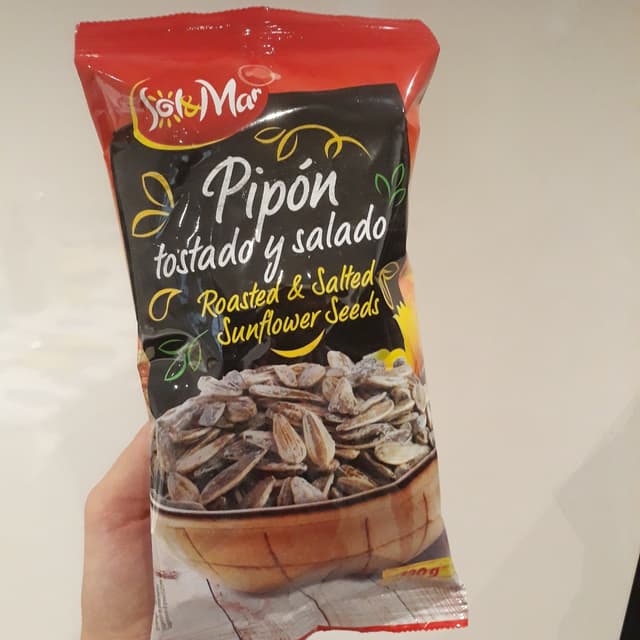 Sol&Mar
Pipón
tostado y salado
Roasted & Salted
Sunflower Seeds